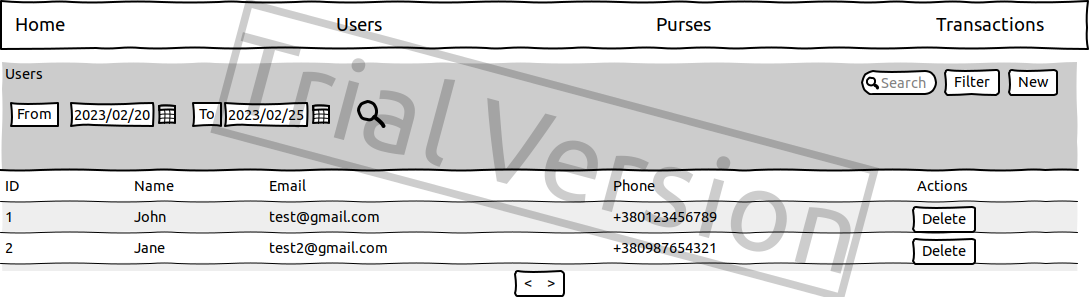 Home Users Purses Transactions
Users
Search Filter New
From 2023/02/20 To 2023/02/25
Trial Version
ID Name Email Phone Actions
1 John test@gmail.com +380123456789 Delete
2 Jane test2@gmail.com +380987654321 Delete
< >